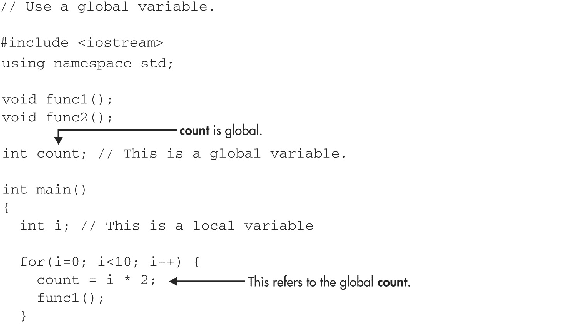 // Use a global variable.
#include <iostream>
using namespace std;
void func1();
void func2();
count is global.
int count; // This is a global variable.
int main()
{
int i; // This is a local variable
for(i=0; i<10; i++) {
count = i * 2;
This refers to the global count.
func1();
}